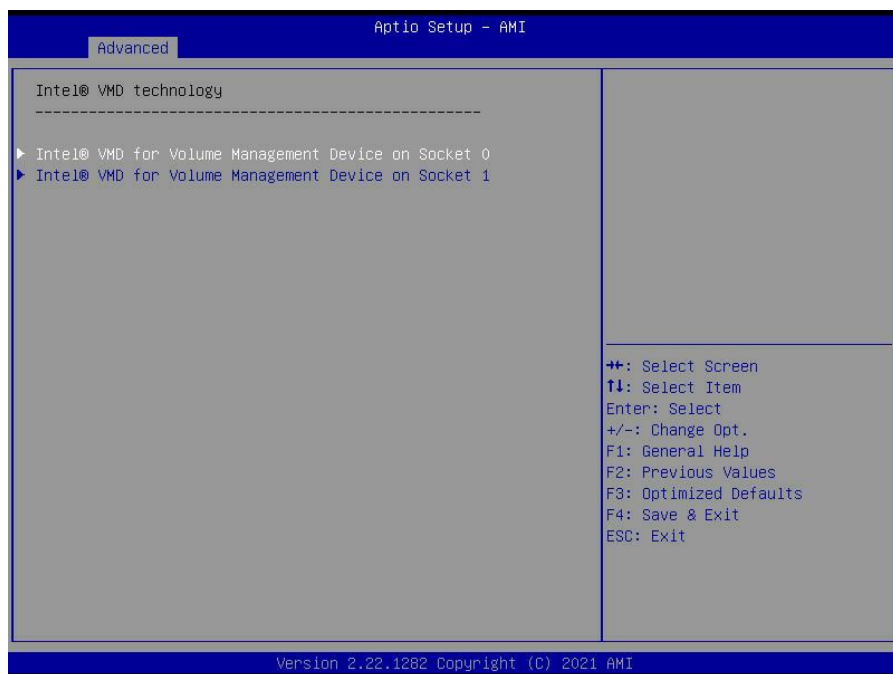 Aptio Setup – AMI
Advanced
Intel® VMD technology
--------------------------------------------------
▶ Intel® VMD for Volume Management Device on Socket 0
▶ Intel® VMD for Volume Management Device on Socket 1
→←: Select Screen
↑↓: Select Item
Enter: Select
+/-: Change Opt.
F1: General Help
F2: Previous Values
F3: Optimized Defaults
F4: Save & Exit
ESC: Exit
Version 2.22.1282 Copyright (C) 2021 AMI